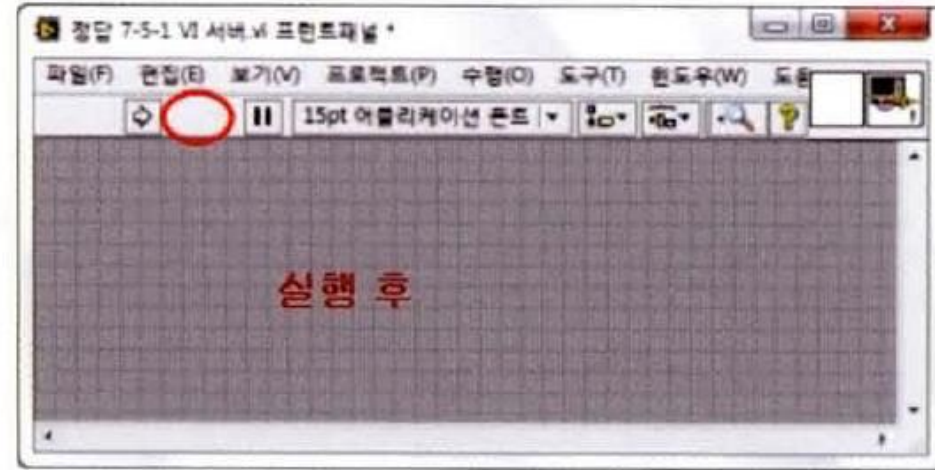 정답 7-5-1 VI 서버.vi 프런트패널 *
파일(F) 편집(E) 보기(V) 프로젝트(P) 수행(O) 도구(T) 윈도우(W) 도움
15pt 어플리케이션 폰트
실행 후